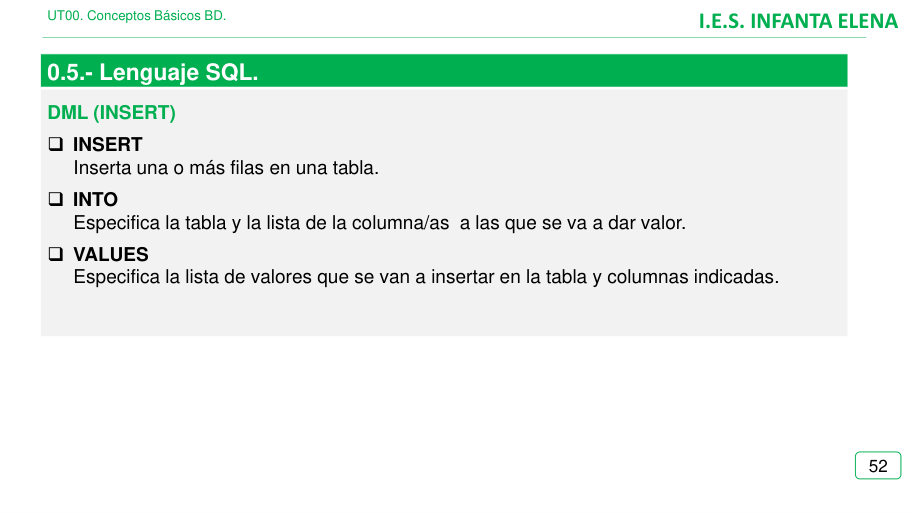 UT00. Conceptos Básicos BD.
I.E.S. INFANTA ELENA
0.5.- Lenguaje SQL.
DML (INSERT)
❑ INSERT
Inserta una o más filas en una tabla.
❑ INTO
Especifica la tabla y la lista de la columna/as  a las que se va a dar valor.
❑ VALUES
Especifica la lista de valores que se van a insertar en la tabla y columnas indicadas.
52